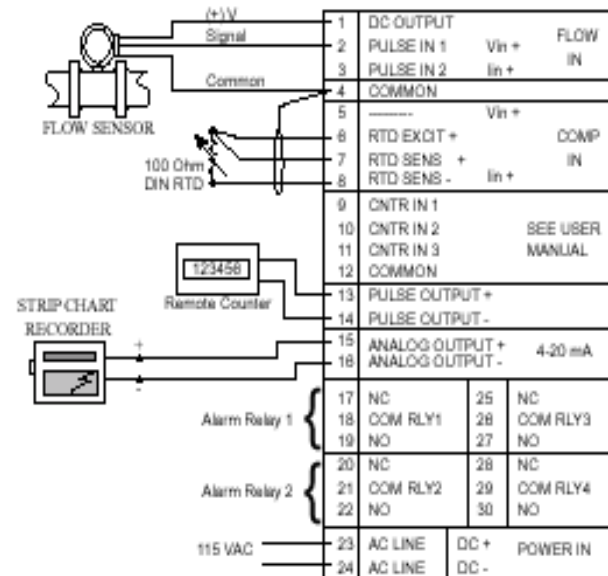 (+) V
1 DC OUTPUT
Signal
2 PULSE IN 1 Vin +
FLOW IN
3 PULSE IN 2 Iin +
Common
4 COMMON
FLOW SENSOR
5 --------- Vin +
6 RTD EXCIT +
COMP IN
7 RTD SENS +
8 RTD SENS - Iin +
100 Ohm
DIN RTD
9 CNTR IN 1
10 CNTR IN 2
11 CNTR IN 3
12 COMMON
SEE USER
MANUAL
123456
Remote Counter
13 PULSE OUTPUT +
14 PULSE OUTPUT -
STRIP CHART
RECORDER
+
-
15 ANALOG OUTPUT +
16 ANALOG OUTPUT -
4-20 mA
Alarm Relay 1
17 NC 25 NC
18 COM RLY1 26 COM RLY3
19 NO 27 NO
Alarm Relay 2
20 NC 28 NC
21 COM RLY2 29 COM RLY4
22 NO 30 NO
115 VAC
23 AC LINE DC + POWER IN
24 AC LINE DC -